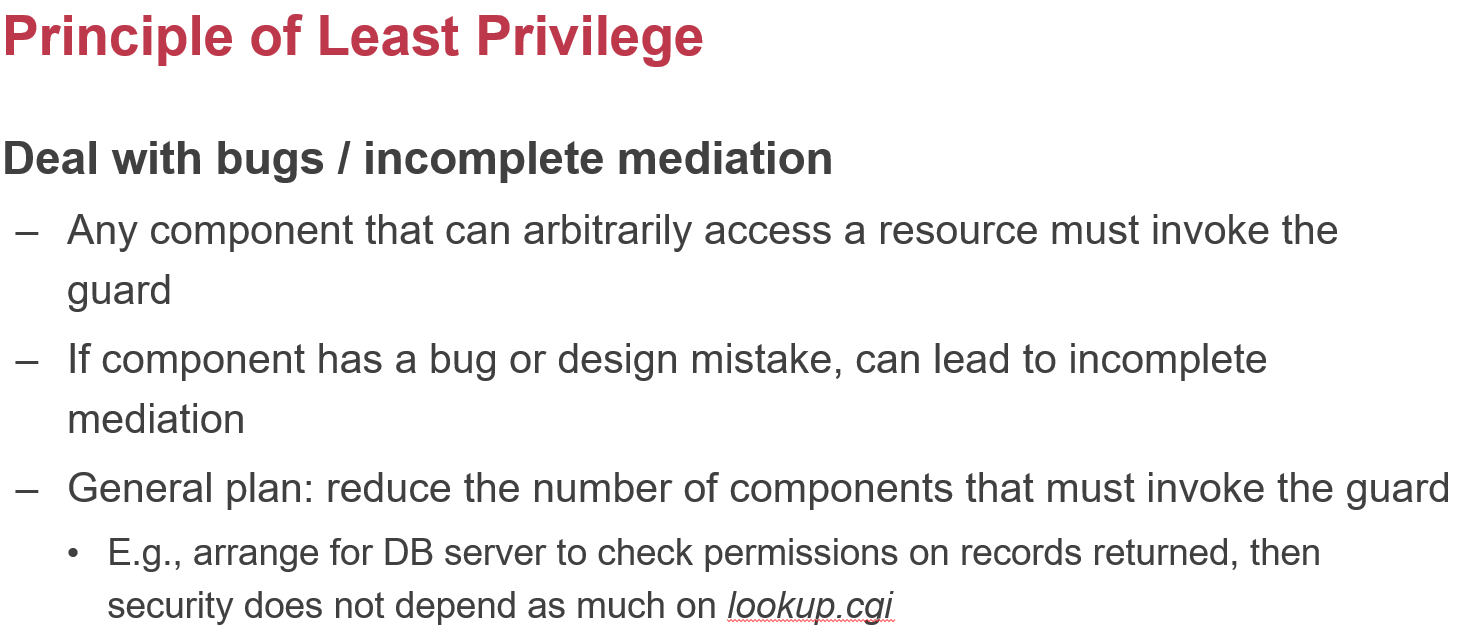 Principle of Least Privilege
Deal with bugs / incomplete mediation
– Any component that can arbitrarily access a resource must invoke the
guard
– If component has a bug or design mistake, can lead to incomplete
mediation
– General plan: reduce the number of components that must invoke the guard
• E.g., arrange for DB server to check permissions on records returned, then
security does not depend as much on lookup.cgi